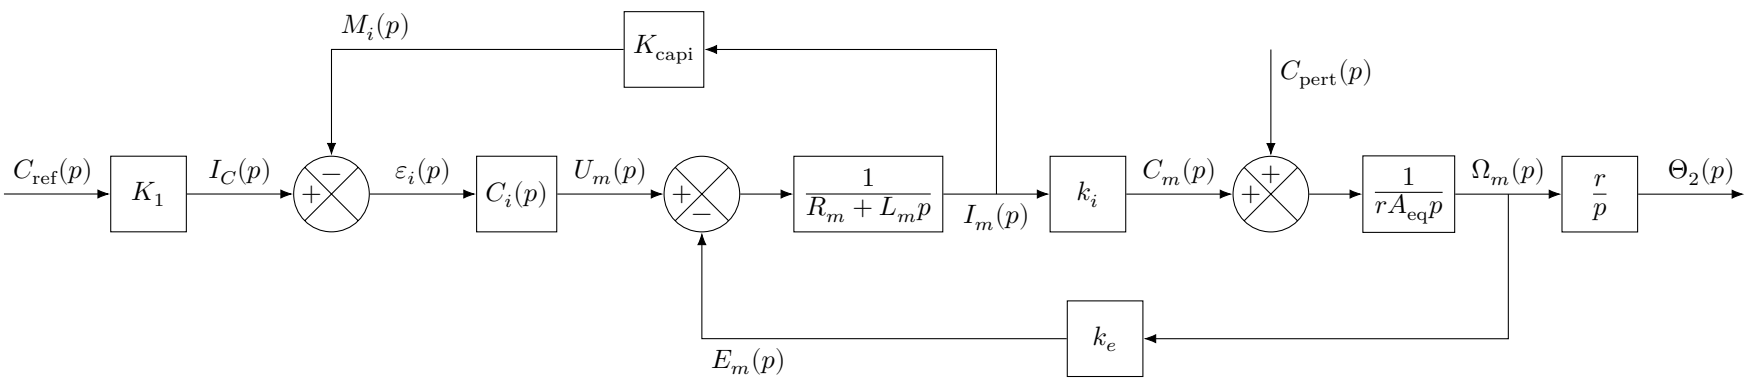 M_i(p)
K_capi
C_pert(p)
C_ref(p)
K_1
I_C(p)
+
−
ε_i(p)
C_i(p)
U_m(p)
+
−
1
R_m + L_m p
I_m(p)
k_i
C_m(p)
+
+
1
rA_eq p
Ω_m(p)
r
p
Θ_2(p)
k_e
E_m(p)